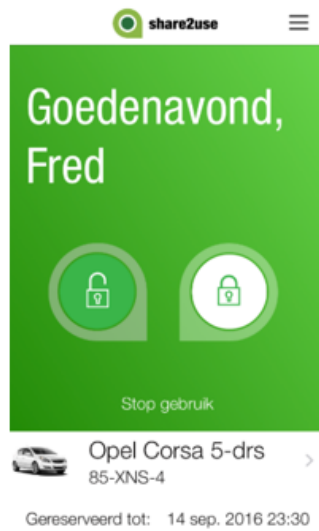 share2use
Goedenavond,
Fred
Stop gebruik
Opel Corsa 5-drs
85-XNS-4
Gereserveerd tot: 14 sep. 2016 23:30